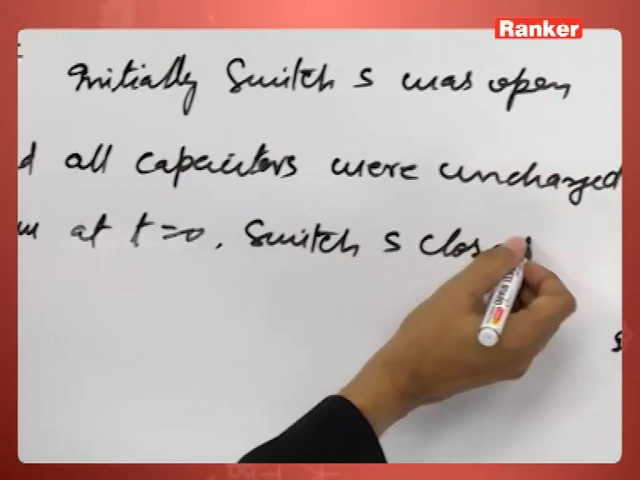 Ranker
Initially Switch S was open
all capacitors were uncharged
at t=0, Switch S clos